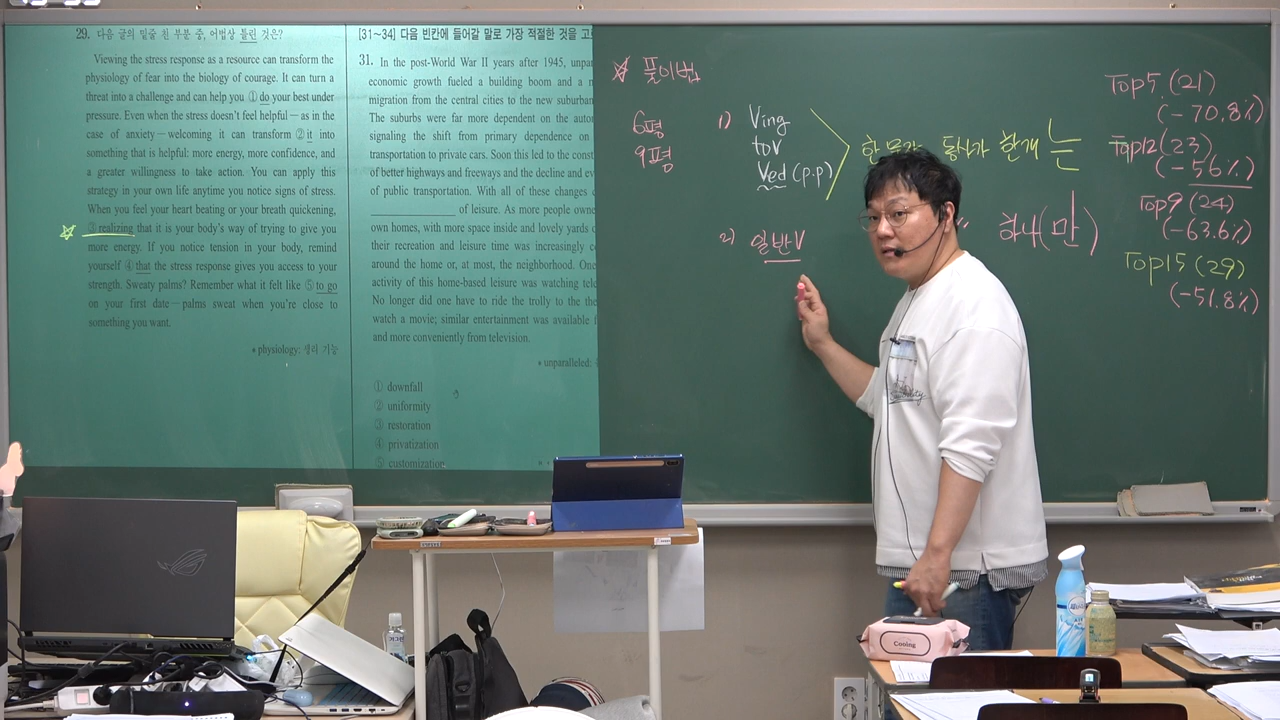 29. 다음 글의 밑줄 친 부분 중, 어법상 틀린 것은?
Viewing the stress response as a resource can transform the
physiology of fear into the biology of courage. It can turn a
threat into a challenge and can help you ① do your best under
pressure. Even when the stress doesn't feel helpful — as in the
case of anxiety — welcoming it can transform ② it into
something that is helpful: more energy, more confidence, and
a greater willingness to take action. You can apply this
strategy in your own life anytime you notice signs of stress.
When you feel your heart beating or your breath quickening,
③ realizing that it is your body's way of trying to give you
more energy. If you notice tension in your body, remind
yourself ④ that the stress response gives you access to your
strength. Sweaty palms? Remember what it felt like ⑤ to go
on your first date — palms sweat when you're close to
something you want.
* physiology: 생리 기능
[31~34] 다음 빈칸에 들어갈 말로 가장 적절한 것을 고
31. In the post-World War II years after 1945, unpar
economic growth fueled a building boom and a m
migration from the central cities to the new suburban
The suburbs were far more dependent on the autom
signaling the shift from primary dependence on
transportation to private cars. Soon this led to the const
of better highways and freeways and the decline and eve
of public transportation. With all of these changes c
of leisure. As more people owne
own homes, with more space inside and lovely yards o
their recreation and leisure time was increasingly c
around the home or, at most, the neighborhood. One
activity of this home-based leisure was watching tele
No longer did one have to ride the trolly to the the
watch a movie; similar entertainment was available f
and more conveniently from television.
* unparalleled:
① downfall
② uniformity
③ restoration
④ privatization
⑤ customization
풀이법
6평
9평
1) Ving
toV
Ved (p.p)
한 문장 동사가 한개 는
2) 일반V
" 하나(만)
Top5 (21)
(-70.8%)
Top12 (23)
(-56%)
Top9 (24)
(-63.6%)
Top15 (29)
(-51.8%)
Cooing